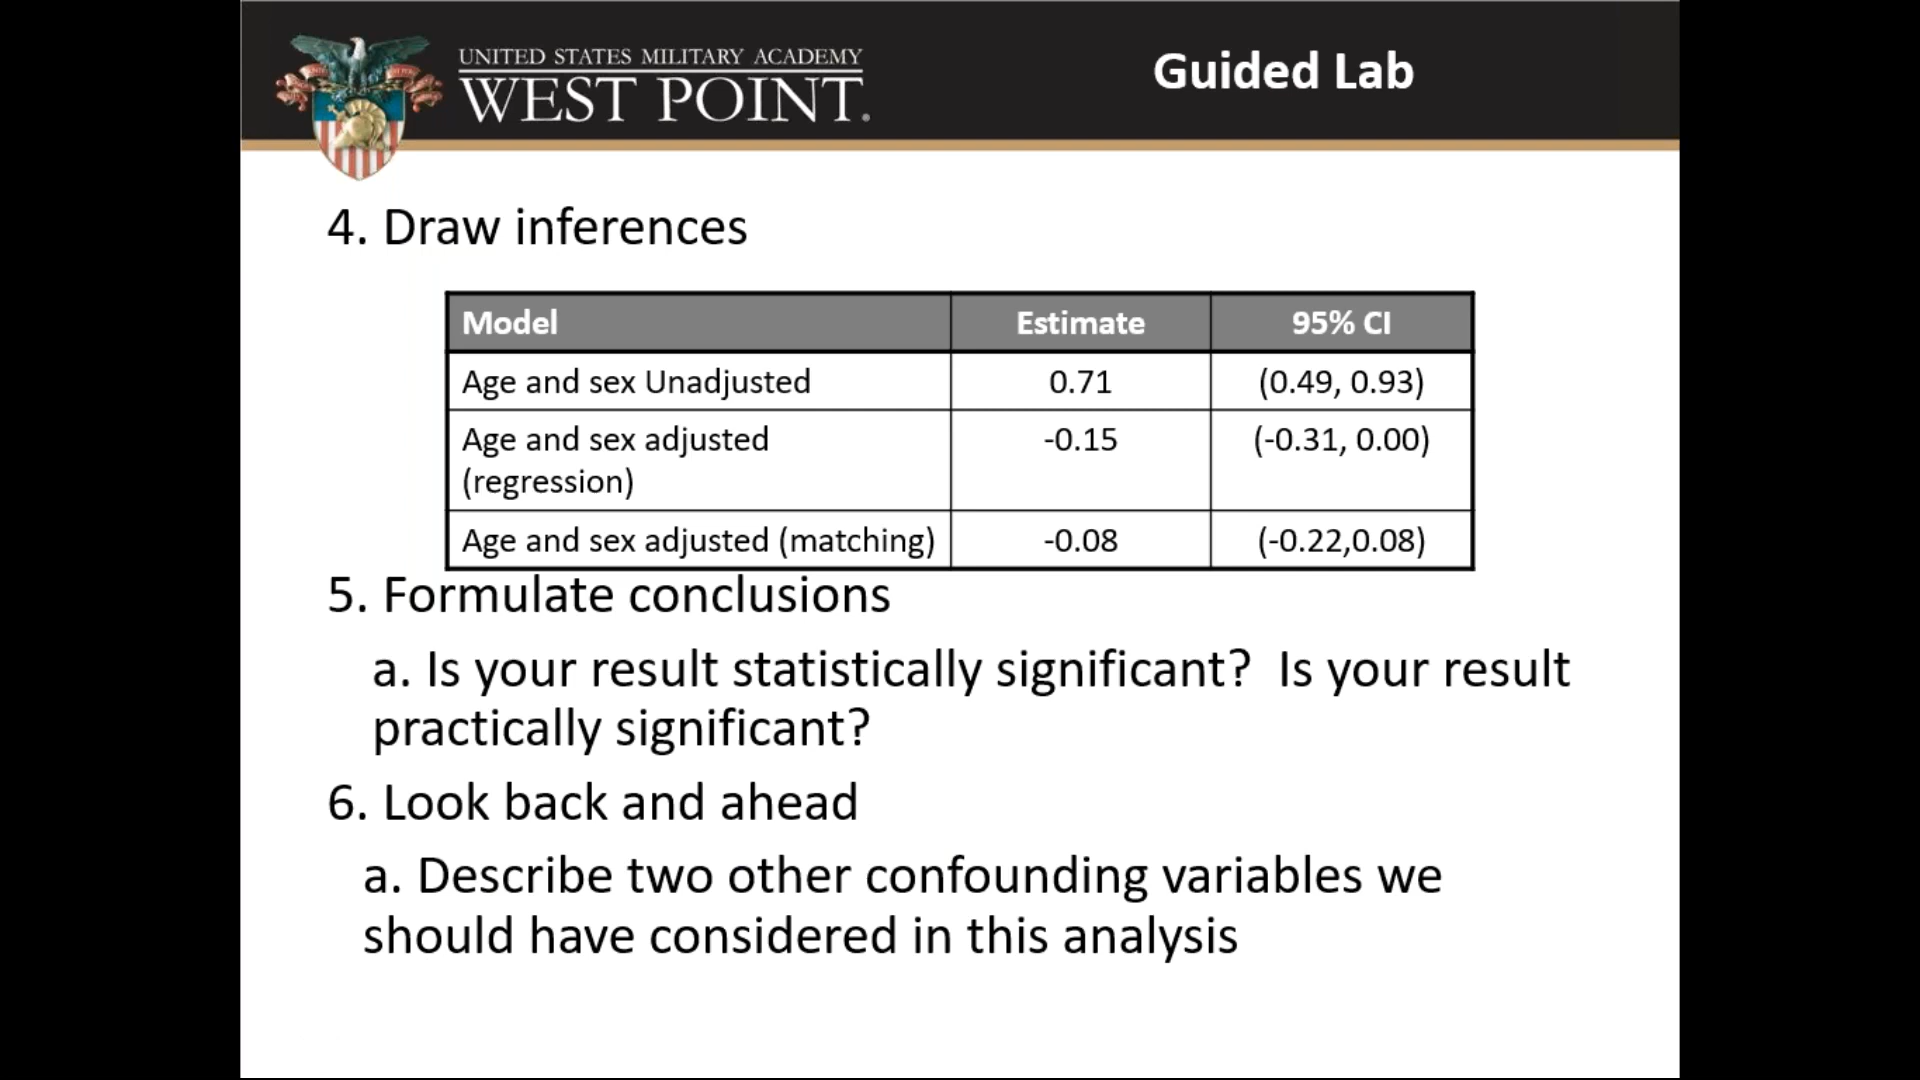 UNITED STATES MILITARY ACADEMY
WEST POINT.
Guided Lab
4. Draw inferences
Model Estimate 95% CI
Age and sex Unadjusted 0.71 (0.49, 0.93)
Age and sex adjusted -0.15 (-0.31, 0.00)
(regression)
Age and sex adjusted (matching) -0.08 (-0.22,0.08)
5. Formulate conclusions
a. Is your result statistically significant?  Is your result
practically significant?
6. Look back and ahead
a. Describe two other confounding variables we
should have considered in this analysis